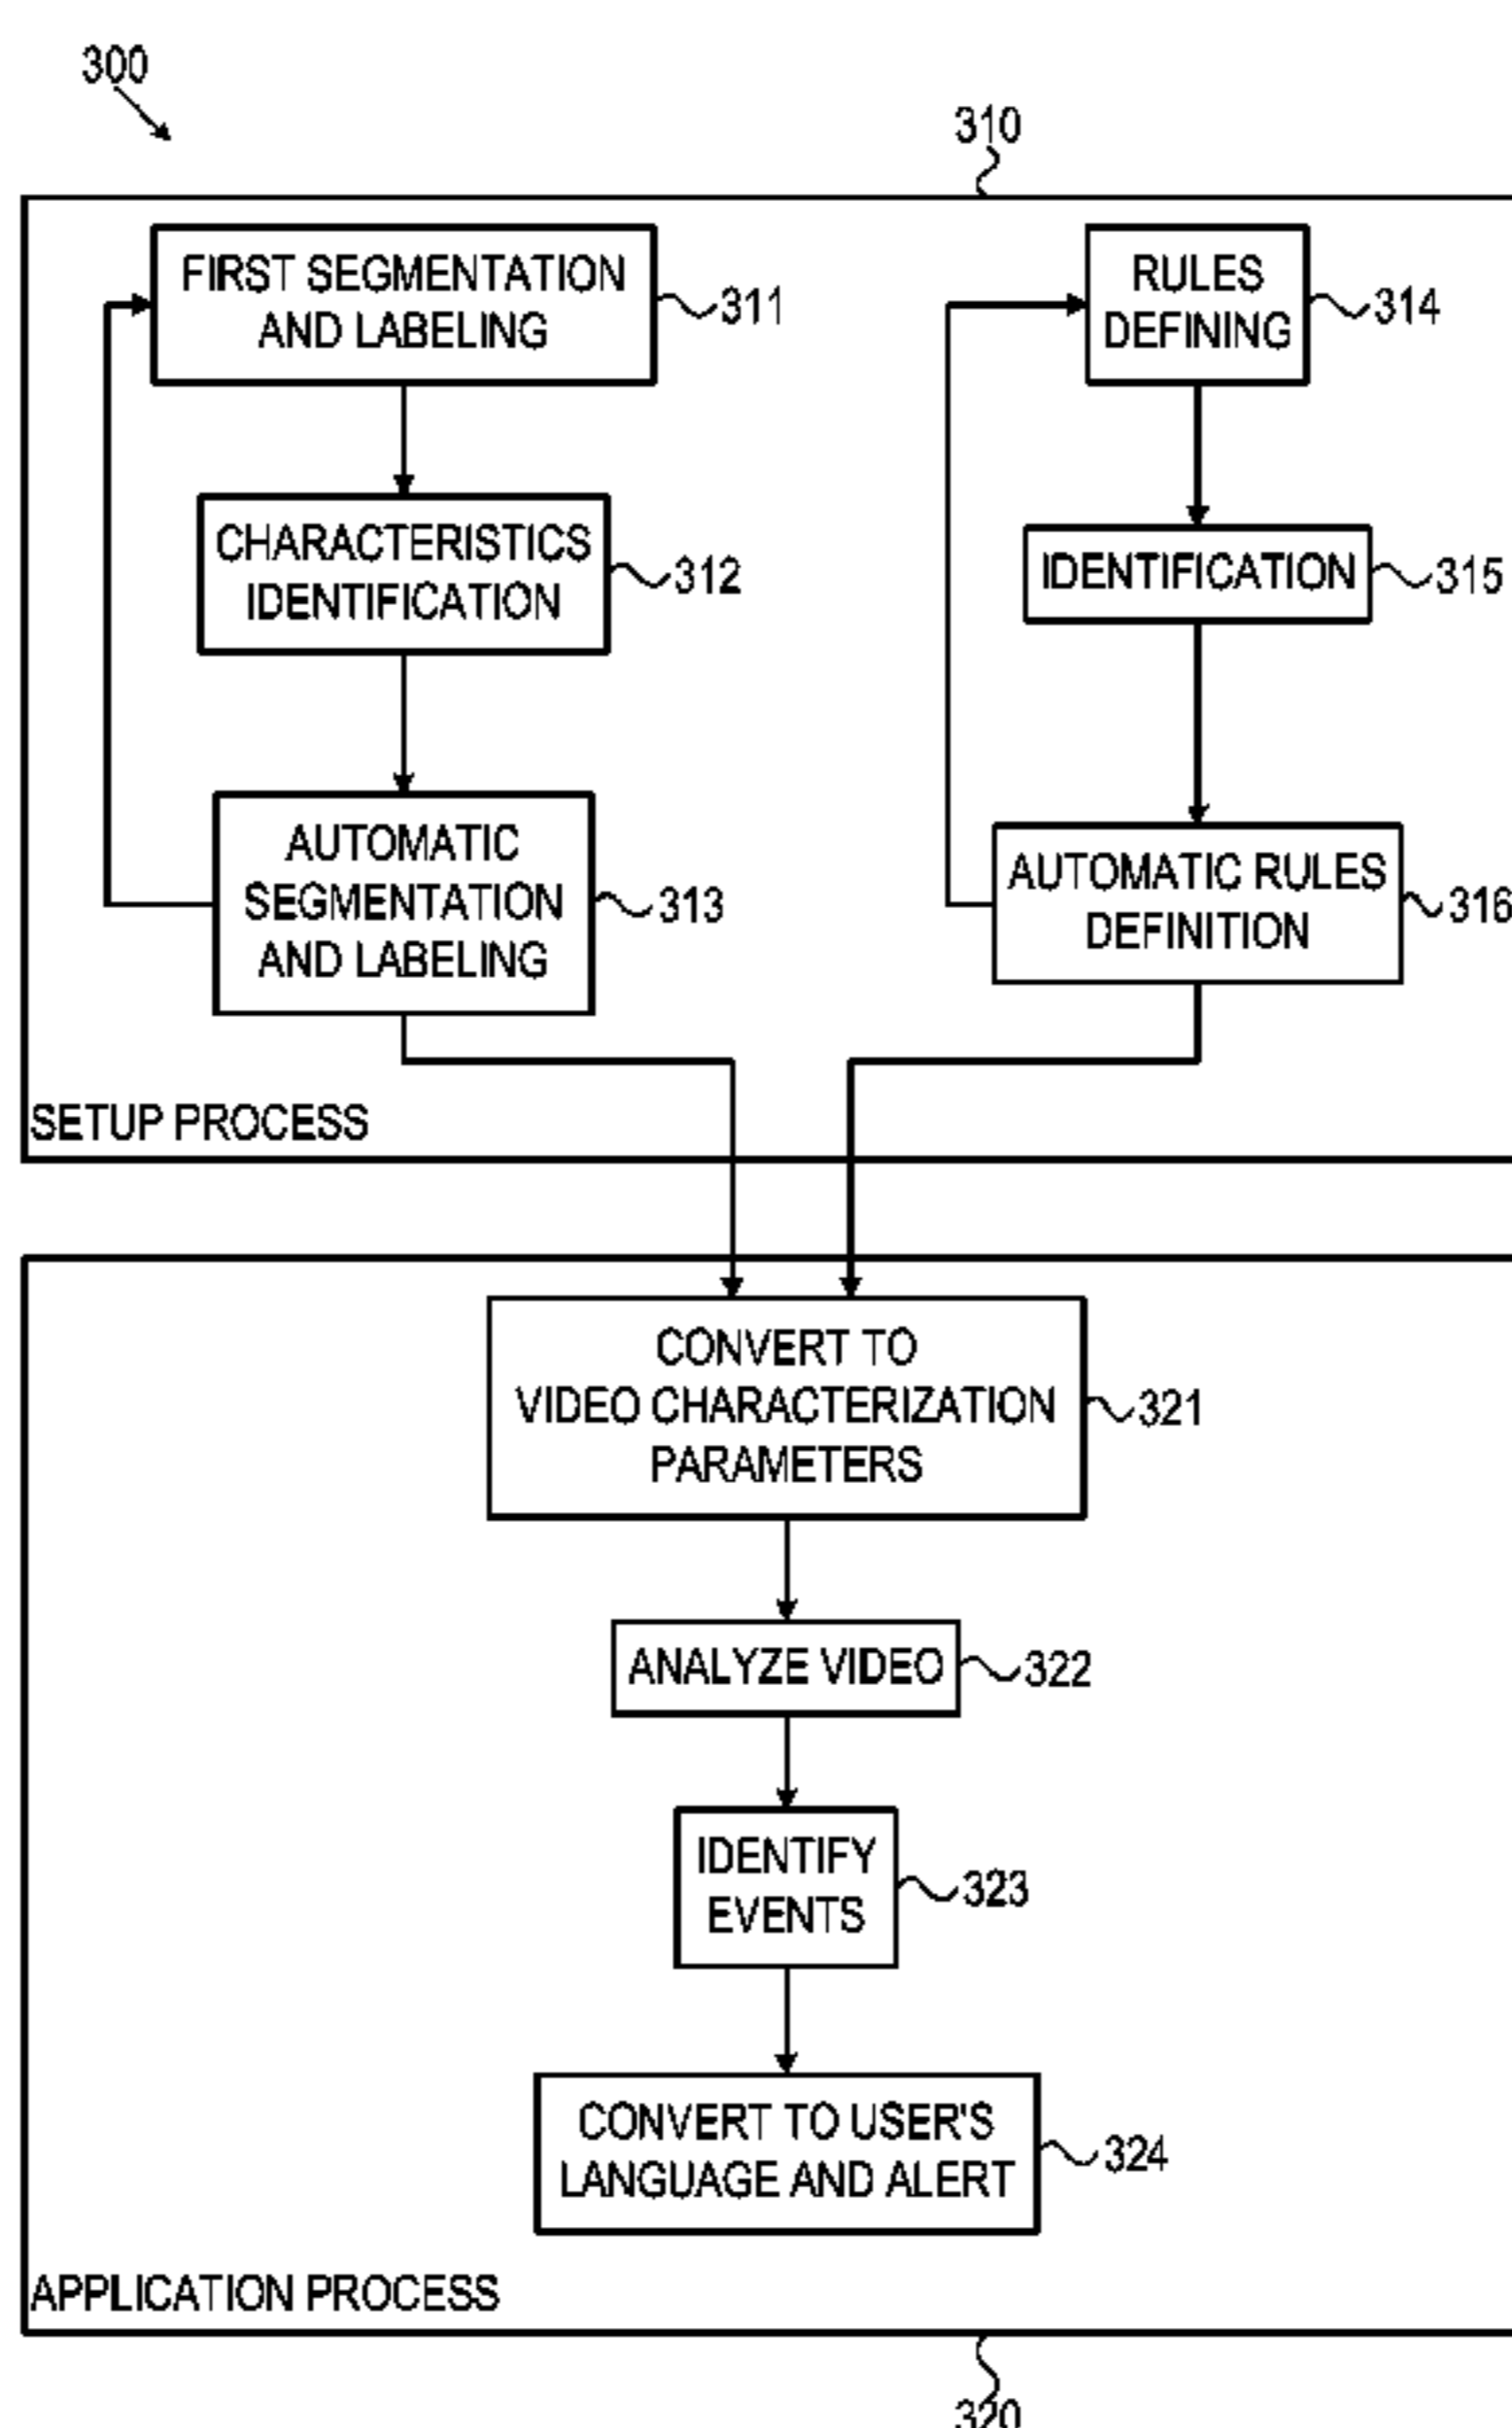 300
310
FIRST SEGMENTATION
AND LABELING
311
CHARACTERISTICS
IDENTIFICATION
312
AUTOMATIC
SEGMENTATION
AND LABELING
313
RULES
DEFINING
314
IDENTIFICATION
315
AUTOMATIC RULES
DEFINITION
316
SETUP PROCESS
CONVERT TO
VIDEO CHARACTERIZATION
PARAMETERS
321
ANALYZE VIDEO
322
IDENTIFY
EVENTS
323
CONVERT TO USER'S
LANGUAGE AND ALERT
324
APPLICATION PROCESS
320